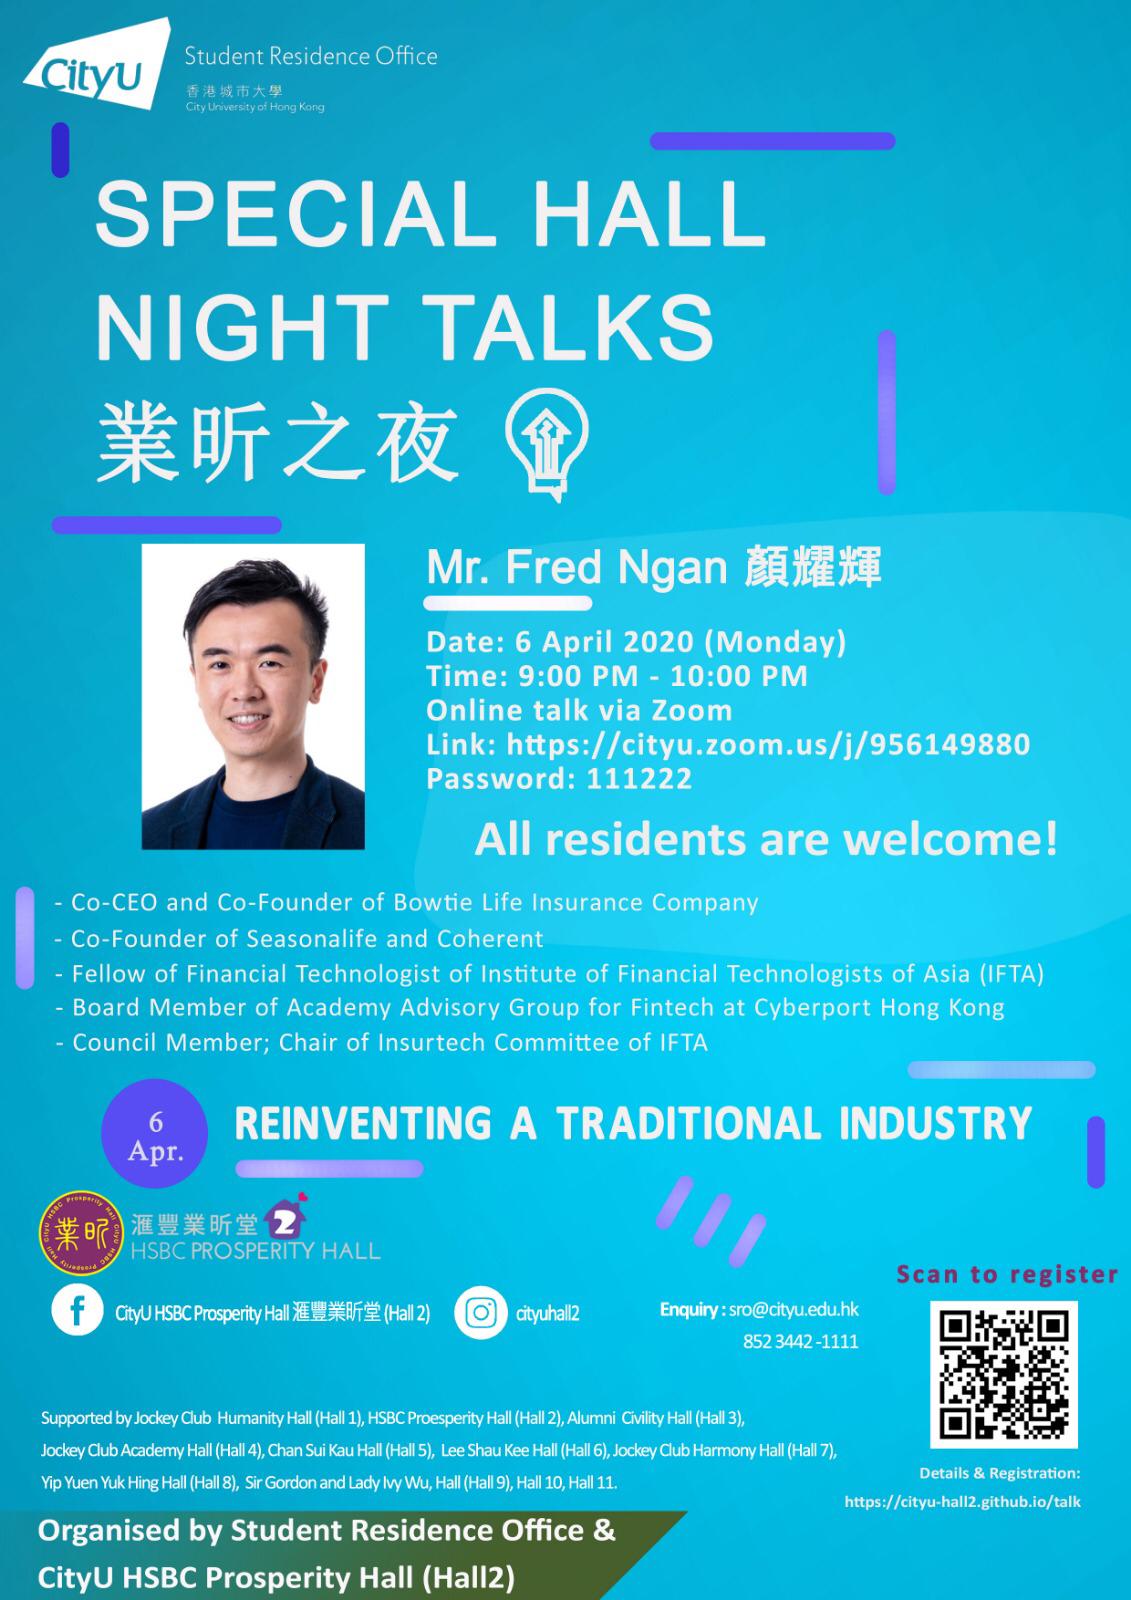 CityU
Student Residence Office
香港城市大學
City University of Hong Kong
SPECIAL HALL
NIGHT TALKS
業昕之夜
Mr. Fred Ngan 顏耀輝
Date: 6 April 2020 (Monday)
Time: 9:00 PM - 10:00 PM
Online talk via Zoom
Link: https://cityu.zoom.us/j/956149880
Password: 111222
All residents are welcome!
- Co-CEO and Co-Founder of Bowtie Life Insurance Company
- Co-Founder of Seasonalife and Coherent
- Fellow of Financial Technologist of Institute of Financial Technologists of Asia (IFTA)
- Board Member of Academy Advisory Group for Fintech at Cyberport Hong Kong
- Council Member; Chair of Insurtech Committee of IFTA
6
Apr.
REINVENTING A TRADITIONAL INDUSTRY
CityU HSBC Prosperity Hall CityU HSBC Prosperity Hall
業昕
滙豐業昕堂 2
HSBC PROSPERITY HALL
Scan to register
CityU HSBC Prosperity Hall 滙豐業昕堂 (Hall 2)
cityuhall2
Enquiry : sro@cityu.edu.hk
852 3442 -1111
Supported by Jockey Club Humanity Hall (Hall 1), HSBC Proesperity Hall (Hall 2), Alumni Civility Hall (Hall 3),
Jockey Club Academy Hall (Hall 4), Chan Sui Kau Hall (Hall 5), Lee Shau Kee Hall (Hall 6), Jockey Club Harmony Hall (Hall 7),
Yip Yuen Yuk Hing Hall (Hall 8), Sir Gordon and Lady Ivy Wu, Hall (Hall 9), Hall 10, Hall 11.
Details & Registration:
https://cityu-hall2.github.io/talk
Organised by Student Residence Office &
CityU HSBC Prosperity Hall (Hall2)